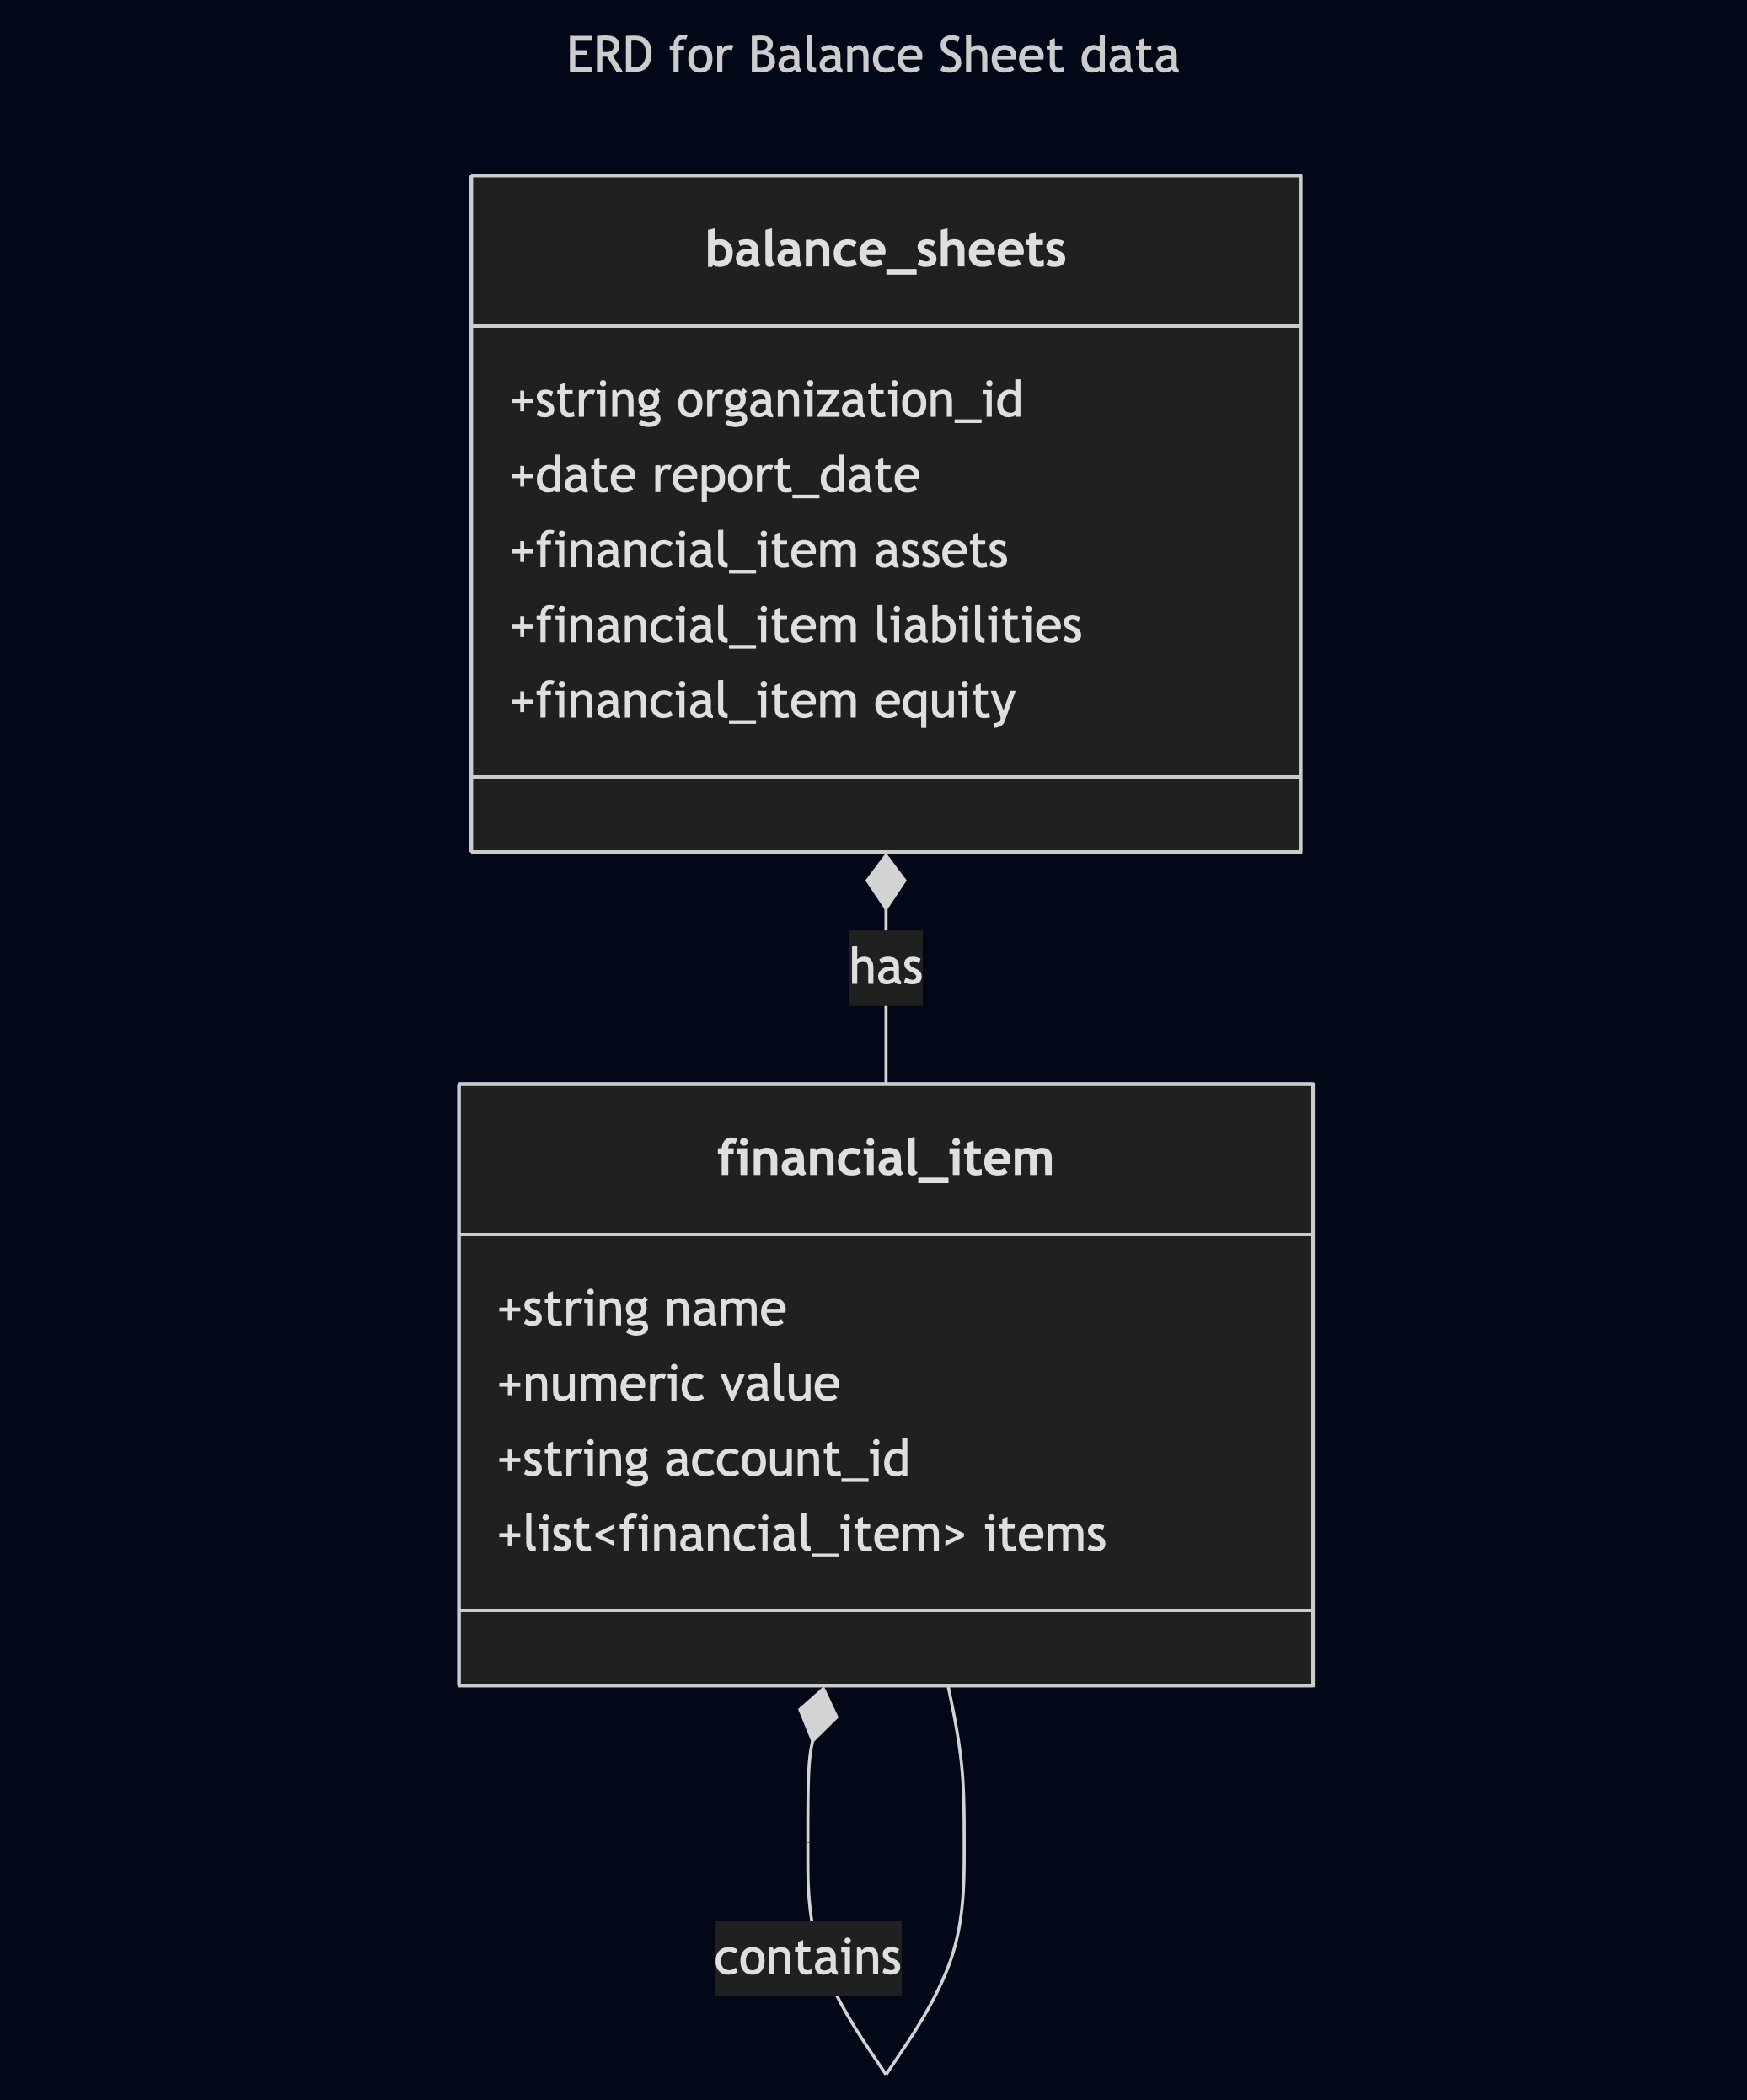 ERD for Balance Sheet data
balance_sheets
+string organization_id
+date report_date
+financial_item assets
+financial_item liabilities
+financial_item equity
has
financial_item
+string name
+numeric value
+string account_id
+list<financial_item> items
contains